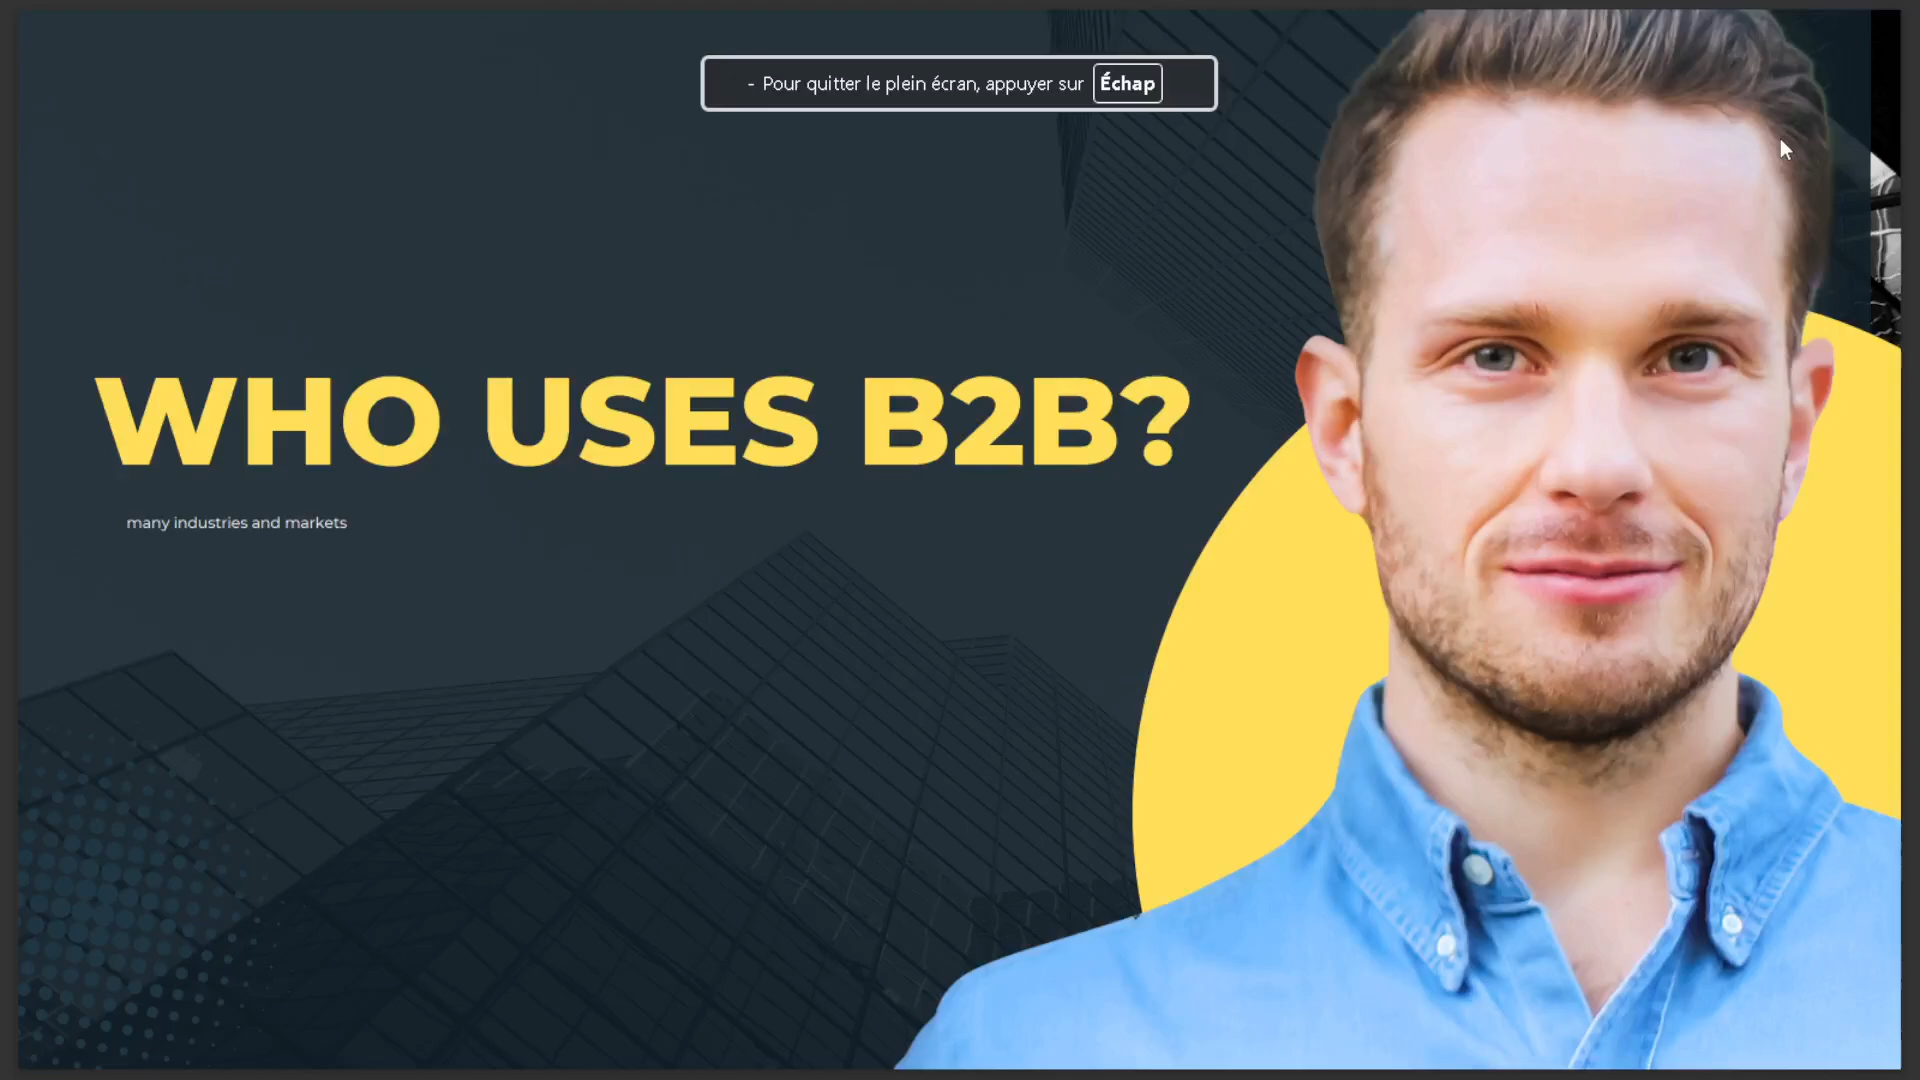 - Pour quitter le plein écran, appuyer sur Échap
WHO USES B2B?
many industries and markets